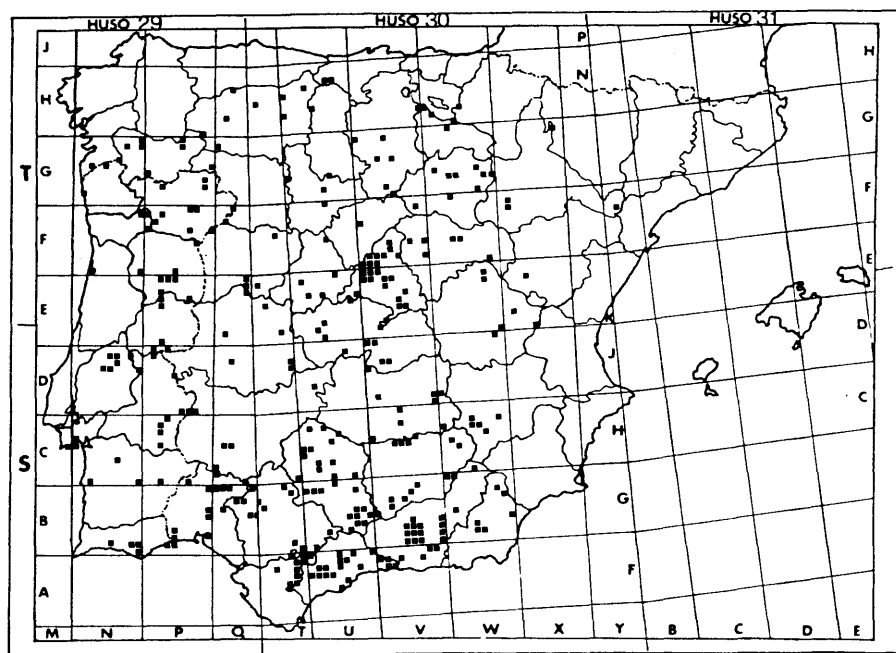 HUSO 29 HUSO 30 HUSO 31
J P H
N
H G
T
G F
F E
E K D
J
D C
H
S C
G
B
F
A
M N P Q T U V W X Y B C D E